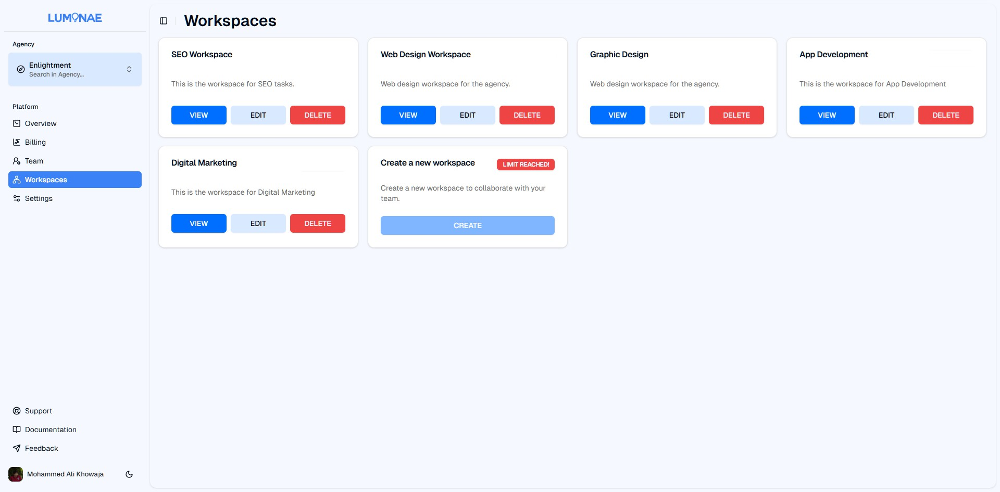 LUMONAE
Agency
Enlightment
Search in Agency...
Platform
Overview
Billing
Team
Workspaces
Settings
Support
Documentation
Feedback
Mohammed Ali Khowaja
Workspaces
SEO Workspace
This is the workspace for SEO tasks.
VIEW EDIT DELETE
Web Design Workspace
Web design workspace for the agency.
VIEW EDIT DELETE
Graphic Design
Web design workspace for the agency.
VIEW EDIT DELETE
App Development
This is the workspace for App Development
VIEW EDIT DELETE
Digital Marketing
This is the workspace for Digital Marketing
VIEW EDIT DELETE
Create a new workspace LIMIT REACHED!
Create a new workspace to collaborate with your
team.
CREATE